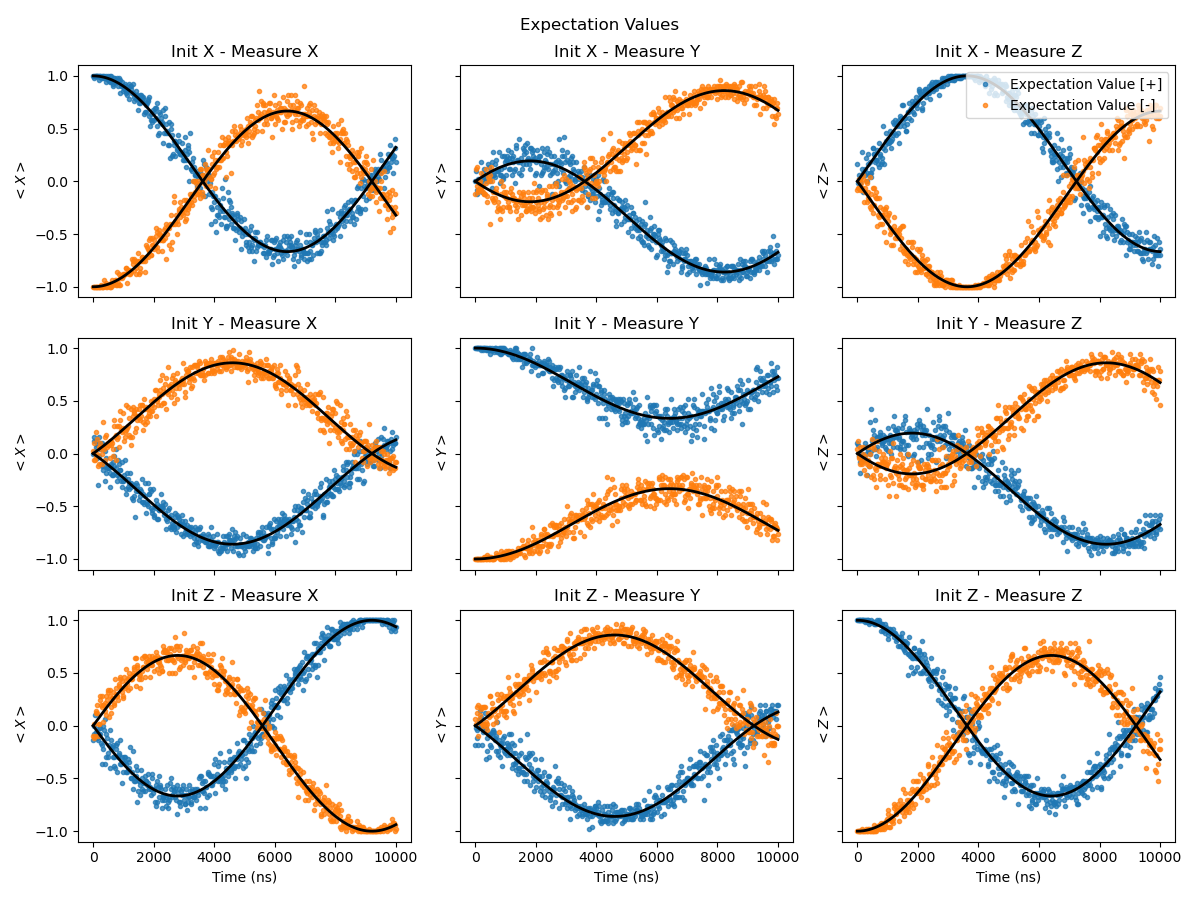 Expectation Values
Init X - Measure X
Init X - Measure Y
Init X - Measure Z
1.0
0.5
0.0
−0.5
−1.0
< X >
< Y >
< Z >
Expectation Value [+]
Expectation Value [-]
Init Y - Measure X
Init Y - Measure Y
Init Y - Measure Z
1.0
0.5
0.0
−0.5
−1.0
< X >
< Y >
< Z >
Init Z - Measure X
Init Z - Measure Y
Init Z - Measure Z
1.0
0.5
0.0
−0.5
−1.0
< X >
< Y >
< Z >
0 2000 4000 6000 8000 10000
0 2000 4000 6000 8000 10000
0 2000 4000 6000 8000 10000
Time (ns)
Time (ns)
Time (ns)